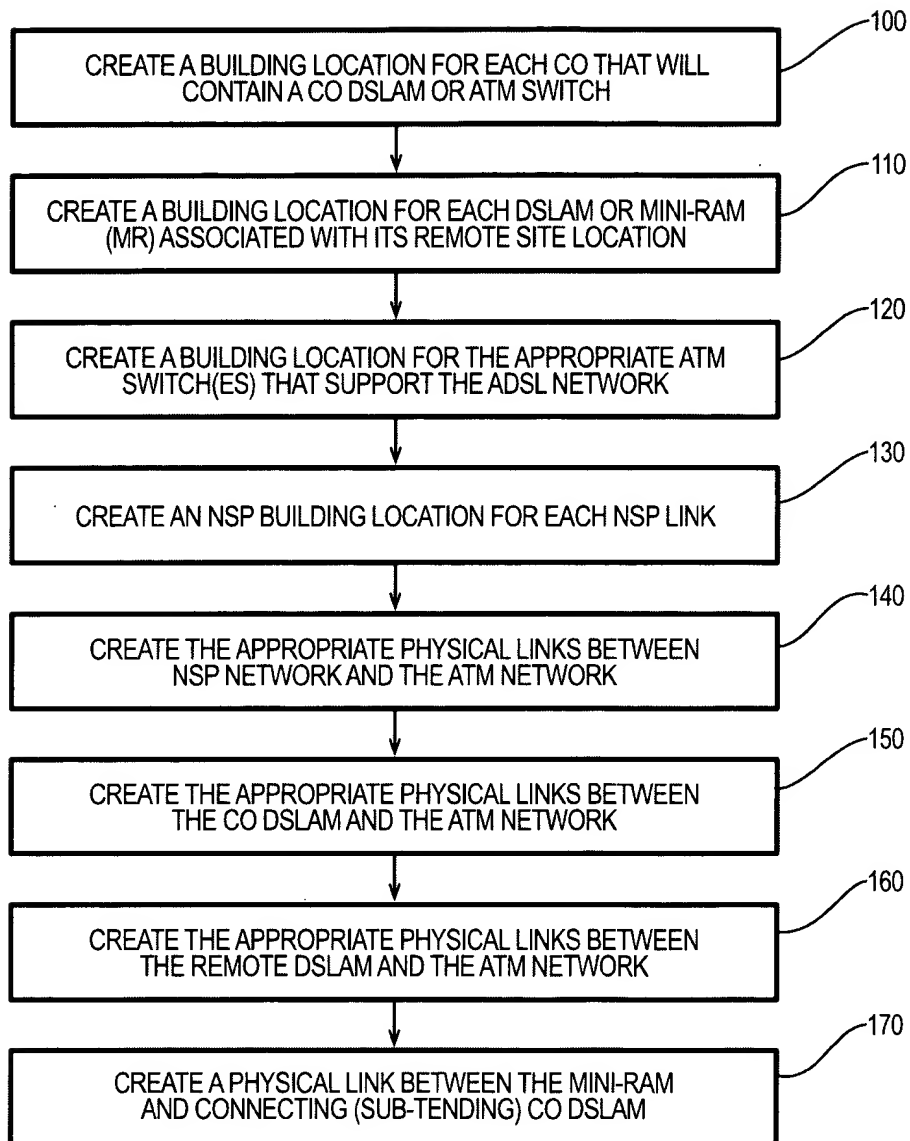 100
CREATE A BUILDING LOCATION FOR EACH CO THAT WILL
CONTAIN A CO DSLAM OR ATM SWITCH
110
CREATE A BUILDING LOCATION FOR EACH DSLAM OR MINI-RAM
(MR) ASSOCIATED WITH ITS REMOTE SITE LOCATION
120
CREATE A BUILDING LOCATION FOR THE APPROPRIATE ATM
SWITCH(ES) THAT SUPPORT THE ADSL NETWORK
130
CREATE AN NSP BUILDING LOCATION FOR EACH NSP LINK
140
CREATE THE APPROPRIATE PHYSICAL LINKS BETWEEN
NSP NETWORK AND THE ATM NETWORK
150
CREATE THE APPROPRIATE PHYSICAL LINKS BETWEEN
THE CO DSLAM AND THE ATM NETWORK
160
CREATE THE APPROPRIATE PHYSICAL LINKS BETWEEN
THE REMOTE DSLAM AND THE ATM NETWORK
170
CREATE A PHYSICAL LINK BETWEEN THE MINI-RAM
AND CONNECTING (SUB-TENDING) CO DSLAM